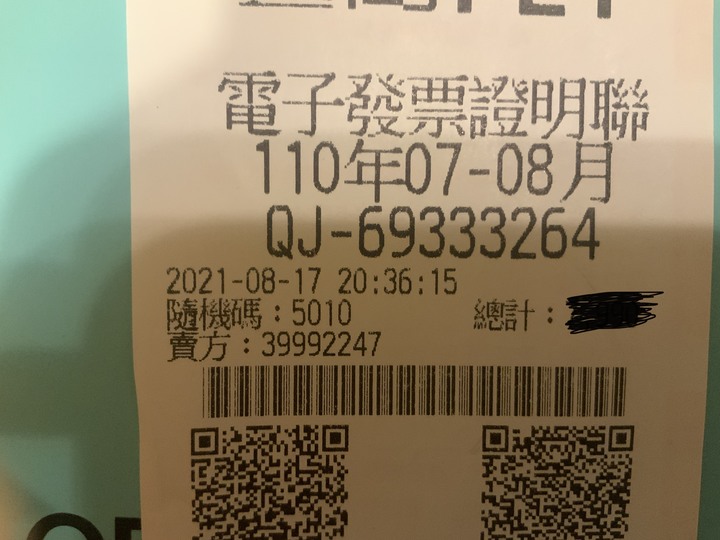 電子發票證明聯
110年07-08月
QJ-69333264
2021-08-17 20:36:15
隨機碼：5010 總計：
賣方：39992247